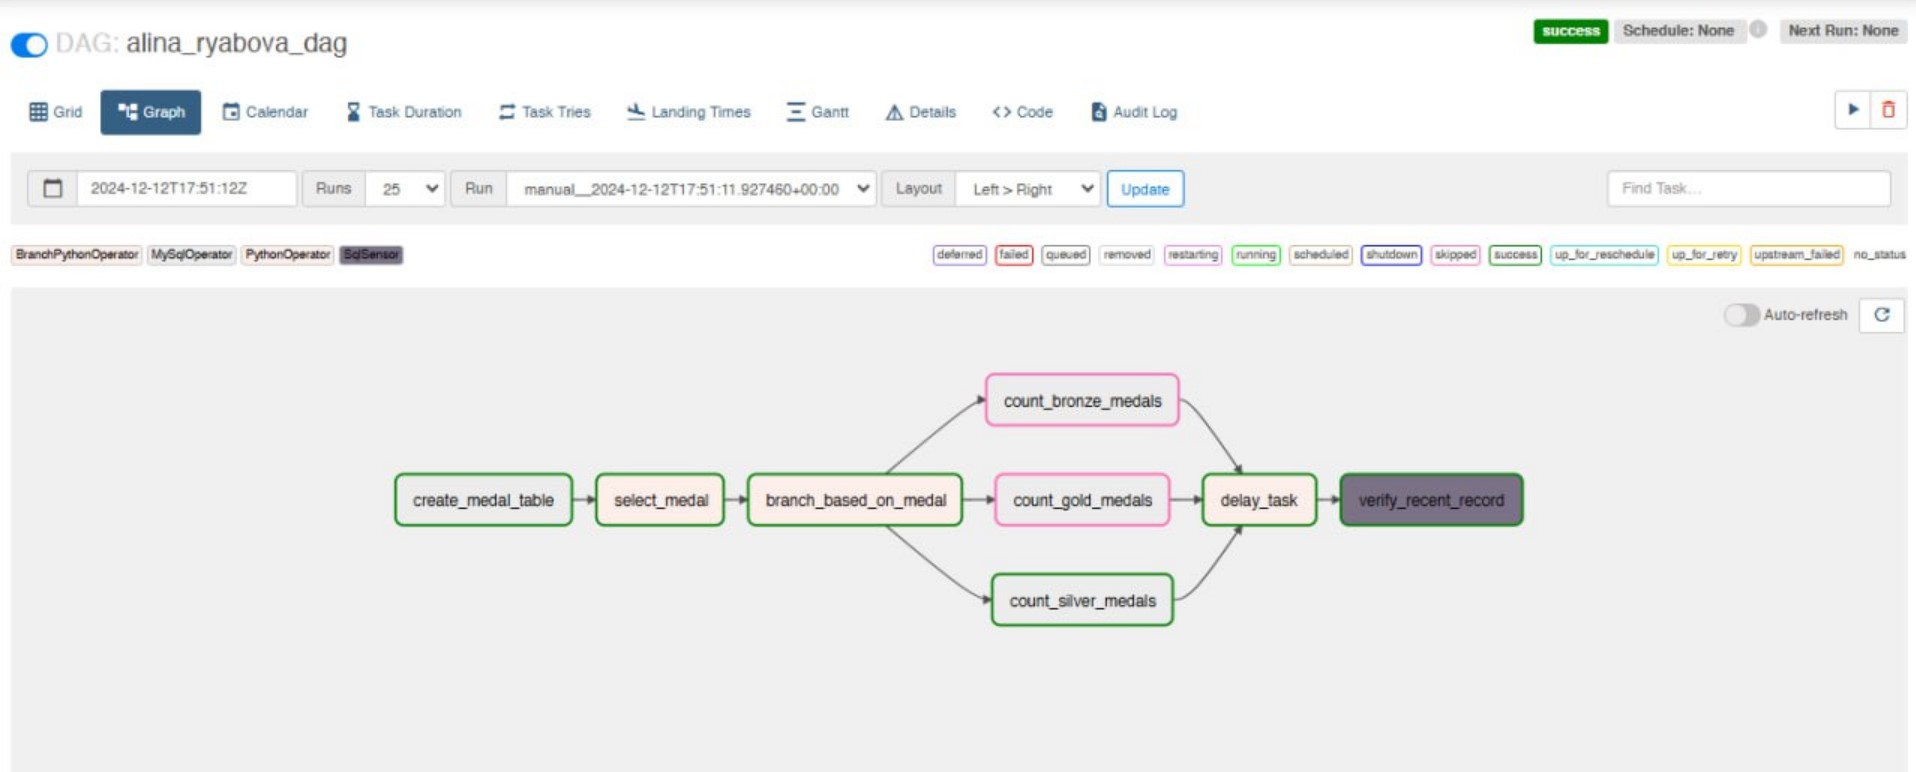 DAG: alina_ryabova_dag
success Schedule: None Next Run: None
Grid Graph Calendar Task Duration Task Tries Landing Times Gantt Details Code Audit Log
2024-12-12T17:51:12Z Runs 25 Run manual__2024-12-12T17:51:11.927460+00:00 Layout Left > Right Update Find Task...
BranchPythonOperator MySqlOperator PythonOperator SqlSensor deferred failed queued removed restarting running scheduled shutdown skipped success up_for_reschedule up_for_retry upstream_failed no_status
Auto-refresh
count_bronze_medals
create_medal_table select_medal branch_based_on_medal count_gold_medals delay_task verify_recent_record
count_silver_medals